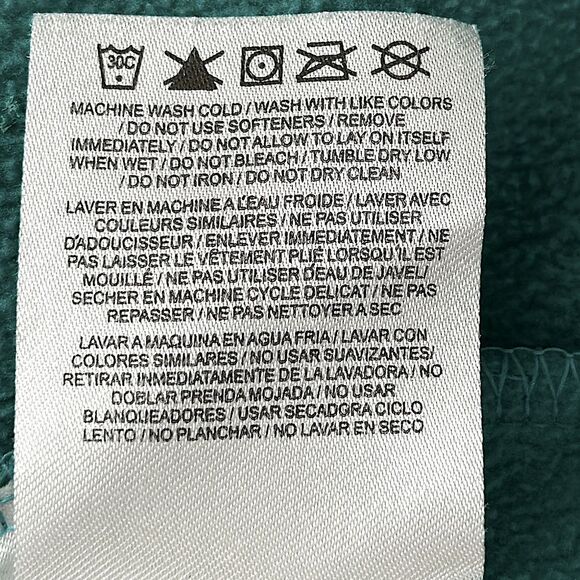 30C
MACHINE WASH COLD / WASH WITH LIKE COLORS
/ DO NOT USE SOFTENERS / REMOVE
IMMEDIATELY / DO NOT ALLOW TO LAY ON ITSELF
WHEN WET / DO NOT BLEACH / TUMBLE DRY LOW
/ DO NOT IRON / DO NOT DRY CLEAN
LAVER EN MACHINE A L'EAU FROIDE / LAVER AVEC
COULEURS SIMILAIRES / NE PAS UTILISER
D'ADOUCISSEUR / ENLEVER IMMEDIATEMENT / NE
PAS LAISSER LE VÊTEMENT PLIÉ LORSQU'IL EST
MOUILLÉ / NE PAS UTILISER D'EAU DE JAVEL/
SECHER EN MACHINE CYCLE DELICAT / NE PAS
REPASSER / NE PAS NETTOYER A SEC
LAVAR A MAQUINA EN AGUA FRIA / LAVAR CON
COLORES SIMILARES / NO USAR SUAVIZANTES/
RETIRAR INMEDIATAMENTE DE LA LAVADORA / NO
DOBLAR PRENDA MOJADA / NO USAR
BLANQUEADORES / USAR SECADORA CICLO
LENTO / NO PLANCHAR / NO LAVAR EN SECO